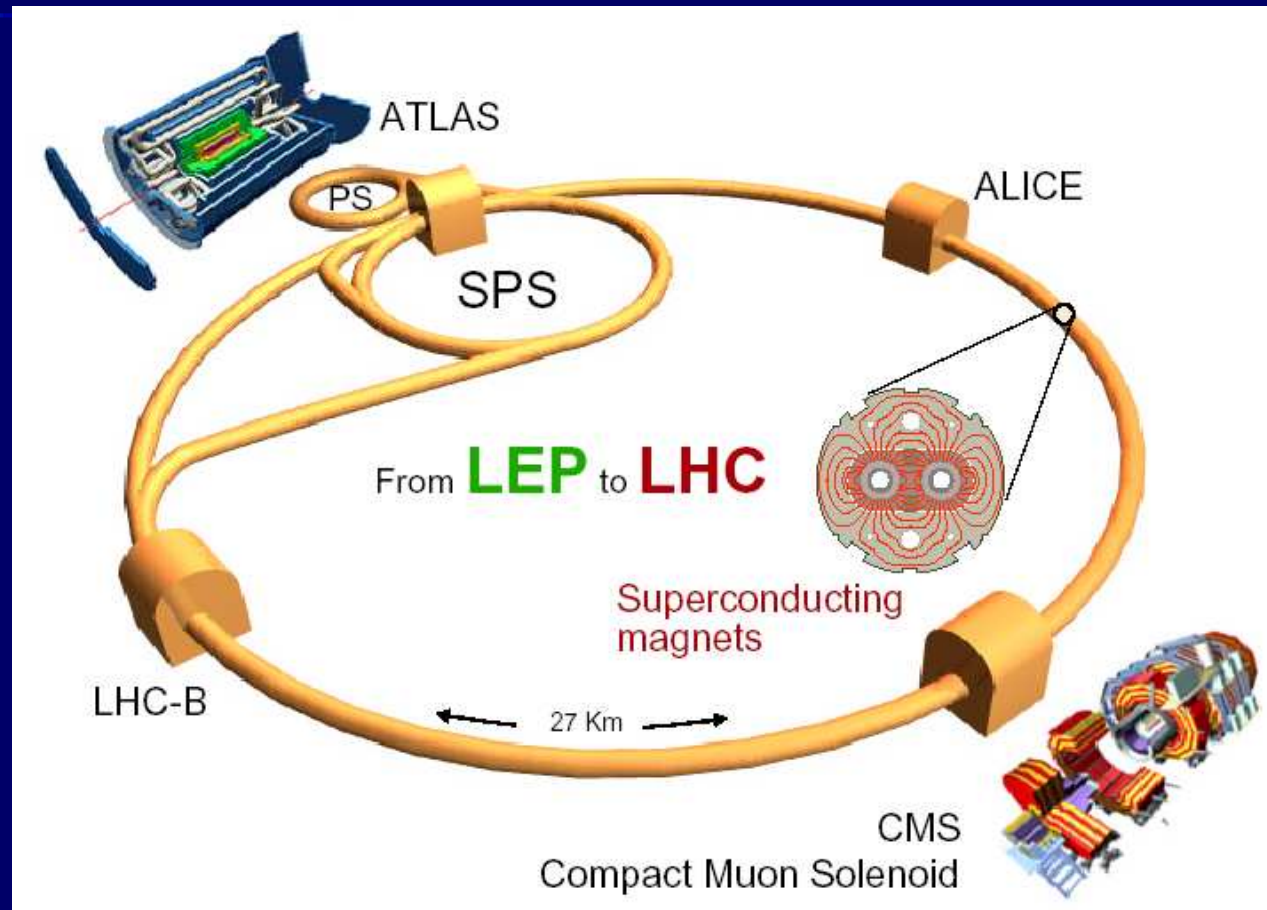 ATLAS
PS
ALICE
SPS
From LEP to LHC
Superconducting
magnets
LHC-B
27 Km
CMS
Compact Muon Solenoid